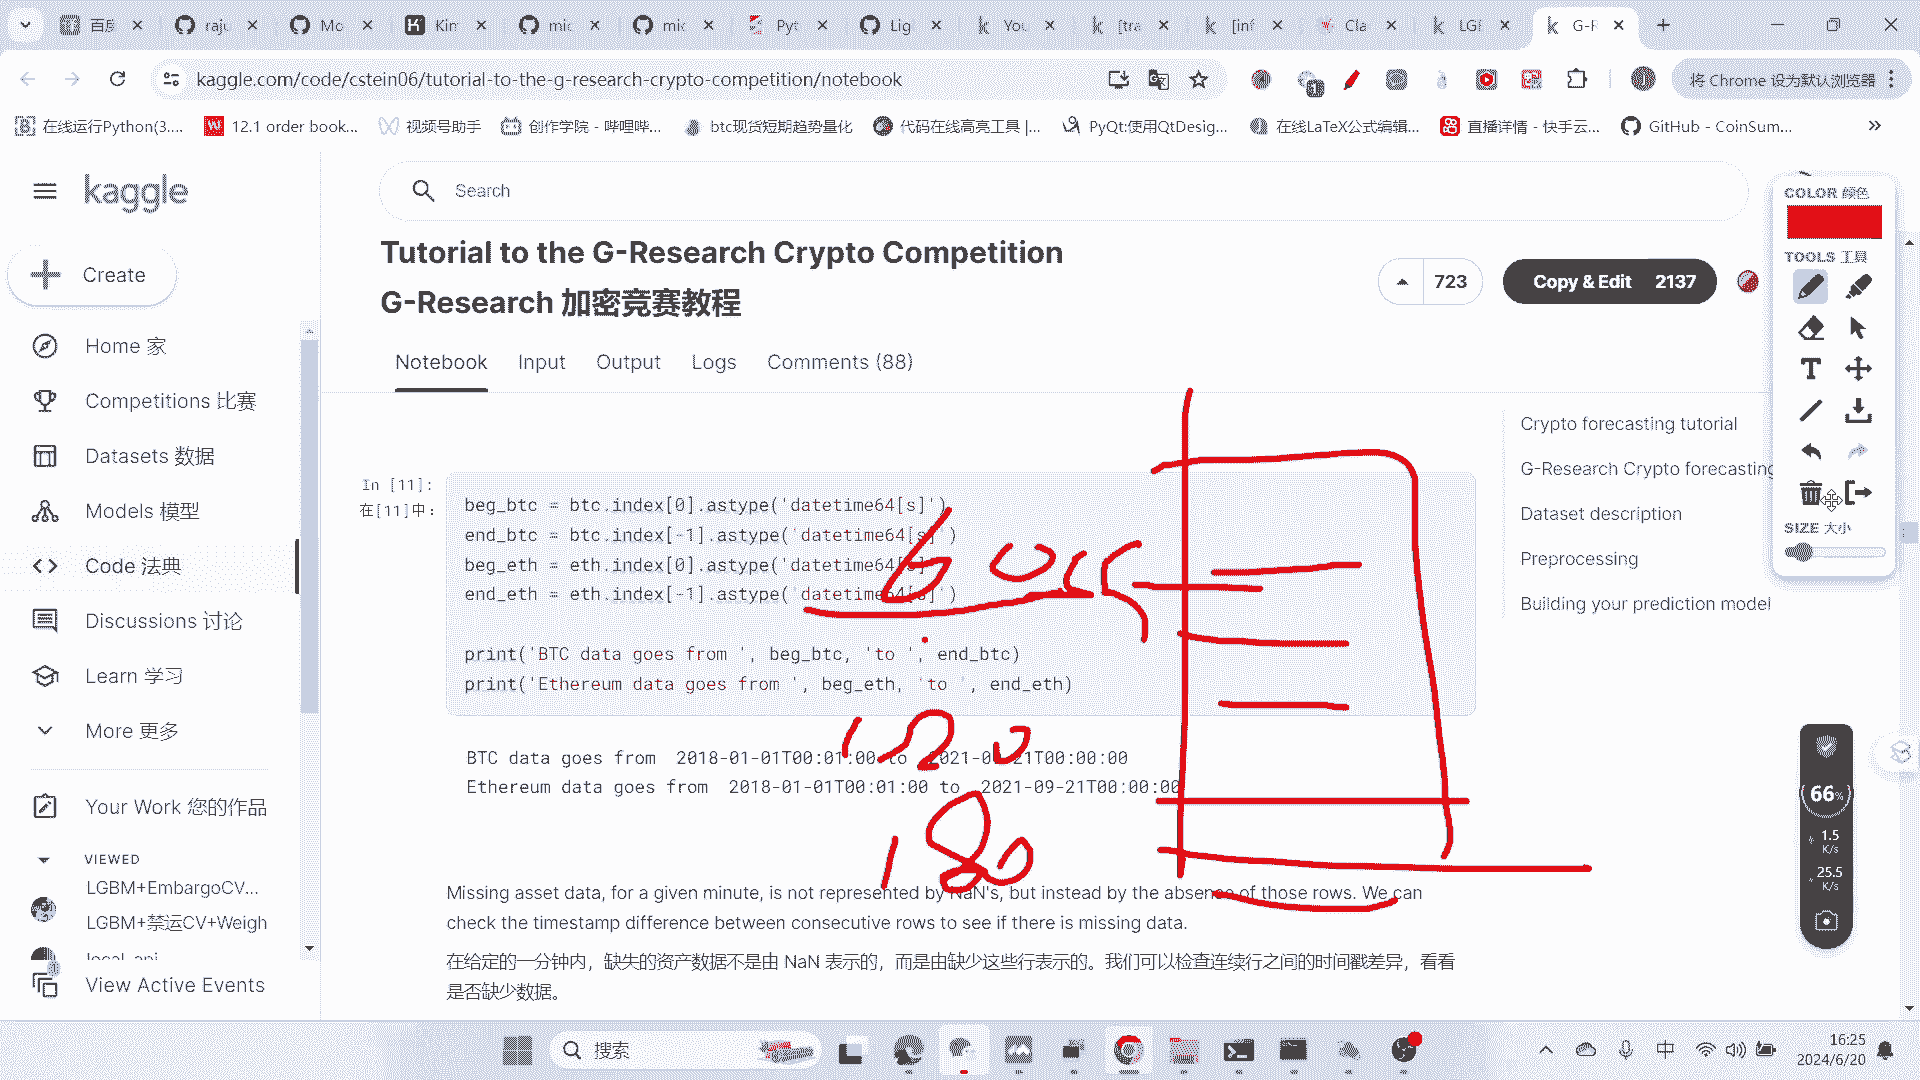 百度
raju
Mo
Kim
mic
mic
Pyt
Lig
You
[tra
[inf
Cla
LGI
G-F
kaggle.com/code/cstein06/tutorial-to-the-g-research-crypto-competition/notebook
将 Chrome 设为默认浏览器
在线运行Python(3....
12.1 order book...
视频号助手
创作学院 - 哔哩哔...
btc现货短期趋势量化
代码在线高亮工具 |...
PyQt:使用QtDesig...
在线LaTeX公式编辑...
直播详情 - 快手云...
GitHub - CoinSum...
kaggle
Search
Create
Home 家
Competitions 比赛
Datasets 数据
Models 模型
Code 法典
Discussions 讨论
Learn 学习
More 更多
Your Work 您的作品
VIEWED
LGBM+EmbargoCV...
LGBM+禁运CV+Weigh
local_api
View Active Events
Tutorial to the G-Research Crypto Competition
G-Research 加密竞赛教程
723
Copy & Edit 2137
Notebook
Input
Output
Logs
Comments (88)
In [11]:
在[11]中：
beg_btc = btc.index[0].astype('datetime64[s]')
end_btc = btc.index[-1].astype('datetime64[s]')
beg_eth = eth.index[0].astype('datetime64[s]')
end_eth = eth.index[-1].astype('datetime64[s]')
print('BTC data goes from ', beg_btc, 'to ', end_btc)
print('Ethereum data goes from ', beg_eth, 'to ', end_eth)
60
120
180
BTC data goes from 2018-01-01T00:01:00 to 2021-09-21T00:00:00
Ethereum data goes from 2018-01-01T00:01:00 to 2021-09-21T00:00:00
Missing asset data, for a given minute, is not represented by NaN's, but instead by the absence of those rows. We can
check the timestamp difference between consecutive rows to see if there is missing data.
在给定的一分钟内，缺失的资产数据不是由 NaN 表示的，而是由缺少这些行表示的。我们可以检查连续行之间的时间戳差异，看看
是否缺少数据。
Crypto forecasting tutorial
G-Research Crypto forecasting
Dataset description
Preprocessing
Building your prediction model
COLOR 颜色
TOOLS 工具
SIZE 大小
66%
1.5
K/s
25.5
K/s
搜索
中
16:25
2024/6/20